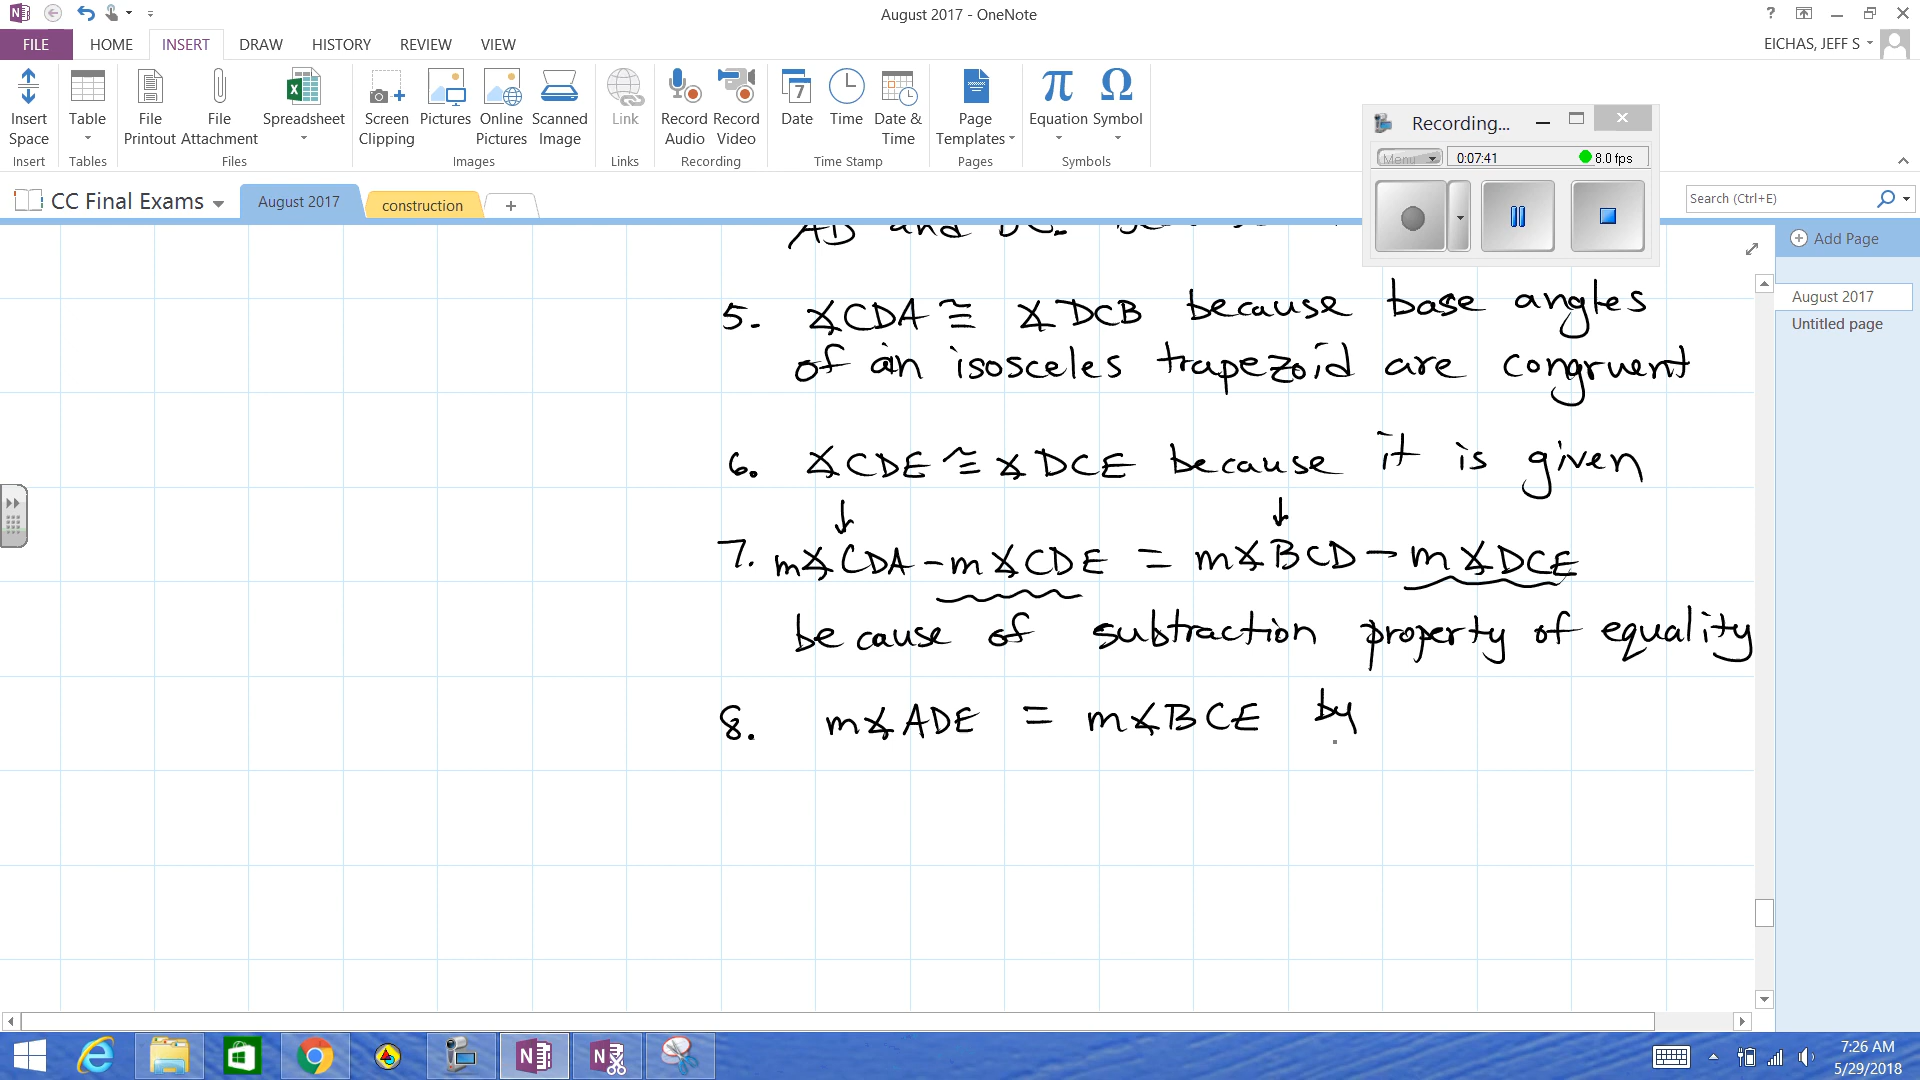 August 2017 - OneNote
?
FILE HOME INSERT DRAW HISTORY REVIEW VIEW
EICHAS, JEFF S
Insert Space
Table
File Printout
File Attachment
Spreadsheet
Screen Clipping
Pictures
Online Pictures
Scanned Image
Link
Record Audio
Record Video
7
Date
Time
Date & Time
Page Templates
π
Equation
Ω
Symbol
Insert Tables Files Images Links Recording Time Stamp Pages Symbols
Recording...
Menu 0:07:41 8.0 fps
CC Final Exams August 2017 construction +
Search (Ctrl+E)
Add Page
August 2017
Untitled page
AD and
5. ∡CDA ≅ ∡DCB because base angles
of an isosceles trapezoid are congruent
6. ∡CDE ≅ ∡DCE because it is given
↓ ↓
7. m∡CDA - m∡CDE = m∡BCD - m∡DCE
because of subtraction property of equality
8. m∡ADE = m∡BCE by
7:26 AM
5/29/2018